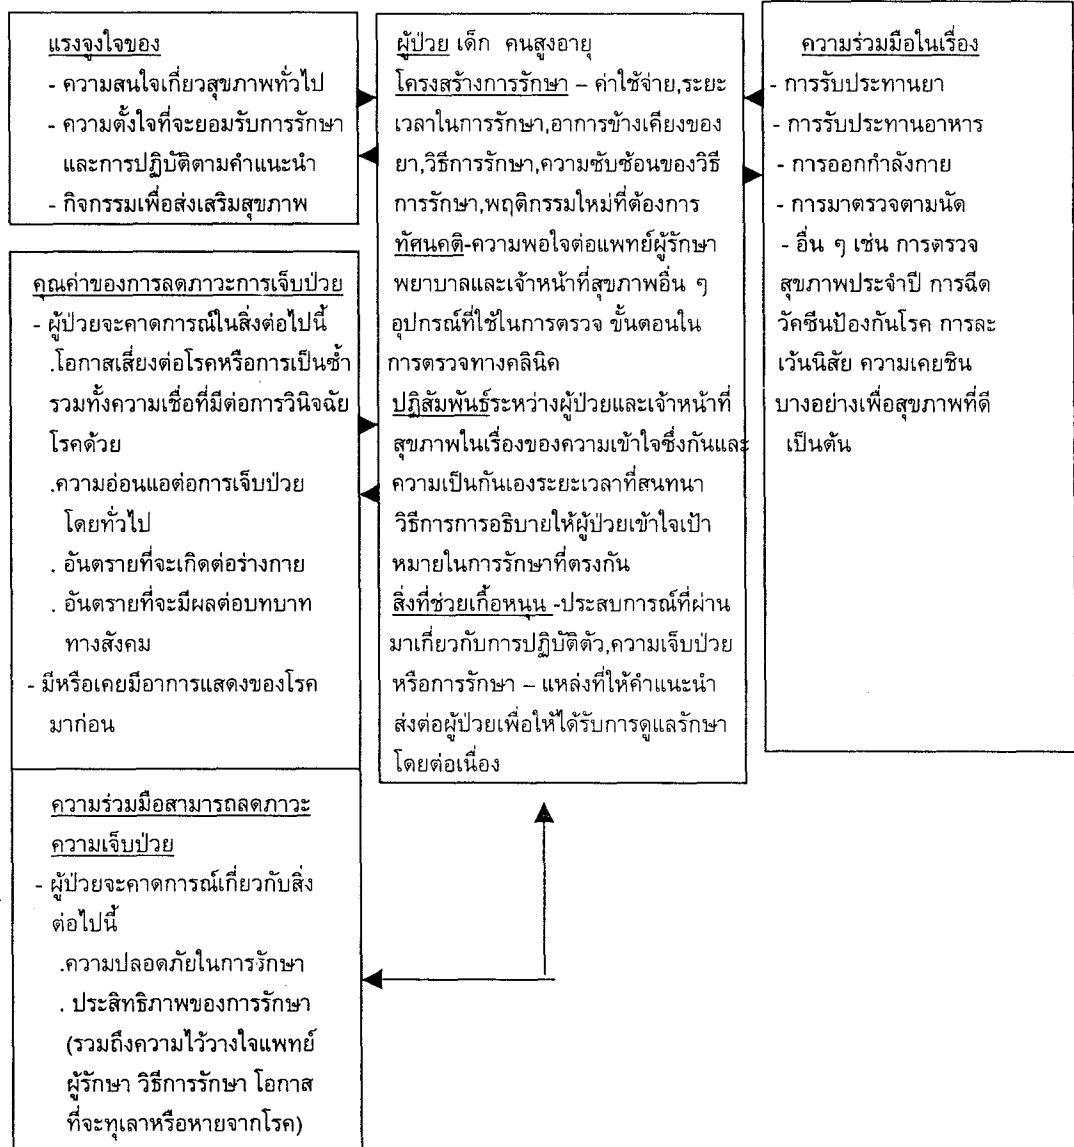 แรงจูงใจของ
- ความสนใจเกี่ยวสุขภาพทั่วไป
- ความตั้งใจที่จะยอมรับการรักษา
และการปฏิบัติตามคำแนะนำ
- กิจกรรมเพื่อส่งเสริมสุขภาพ
คุณค่าของการลดภาวะการเจ็บป่วย
- ผู้ป่วยจะคาดการณ์ในสิ่งต่อไปนี้
.โอกาสเสี่ยงต่อโรคหรือการเป็นซ้ำ
รวมทั้งความเชื่อที่มีต่อการวินิจฉัย
โรคด้วย
.ความอ่อนแอต่อการเจ็บป่วย
โดยทั่วไป
. อันตรายที่จะเกิดต่อร่างกาย
. อันตรายที่จะมีผลต่อบทบาท
ทางสังคม
- มีหรือเคยมีอาการแสดงของโรค
มาก่อน
ความร่วมมือสามารถลดภาวะ
ความเจ็บป่วย
- ผู้ป่วยจะคาดการณ์เกี่ยวกับสิ่ง
ต่อไปนี้
.ความปลอดภัยในการรักษา
. ประสิทธิภาพของการรักษา
(รวมถึงความไว้วางใจแพทย์
ผู้รักษา วิธีการรักษา โอกาส
ที่จะทุเลาหรือหายจากโรค)
ผู้ป่วย เด็ก คนสูงอายุ
โครงสร้างการรักษา – ค่าใช้จ่าย,ระยะ
เวลาในการรักษา,อาการข้างเคียงของ
ยา,วิธีการรักษา,ความซับซ้อนของวิธี
การรักษา,พฤติกรรมใหม่ที่ต้องการ
ทัศนคติ-ความพอใจต่อแพทย์ผู้รักษา
พยาบาลและเจ้าหน้าที่สุขภาพอื่น ๆ
อุปกรณ์ที่ใช้ในการตรวจ ขั้นตอนใน
การตรวจทางคลินิค
ปฏิสัมพันธ์ระหว่างผู้ป่วยและเจ้าหน้าที่
สุขภาพในเรื่องของความเข้าใจซึ่งกันและ
ความเป็นกันเองระยะเวลาที่สนทนา
วิธีการการอธิบายให้ผู้ป่วยเข้าใจเป้า
หมายในการรักษาที่ตรงกัน
สิ่งที่ช่วยเกื้อหนุน -ประสบการณ์ที่ผ่าน
มาเกี่ยวกับการปฏิบัติตัว,ความเจ็บป่วย
หรือการรักษา – แหล่งที่ให้คำแนะนำ
ส่งต่อผู้ป่วยเพื่อให้ได้รับการดูแลรักษา
โดยต่อเนื่อง
ความร่วมมือในเรื่อง
- การรับประทานยา
- การรับประทานอาหาร
- การออกกำลังกาย
- การมาตรวจตามนัด
- อื่น ๆ เช่น การตรวจ
สุขภาพประจำปี การฉีด
วัคซีนป้องกันโรค การละ
เว้นนิสัย ความเคยชิน
บางอย่างเพื่อสุขภาพที่ดี
เป็นต้น